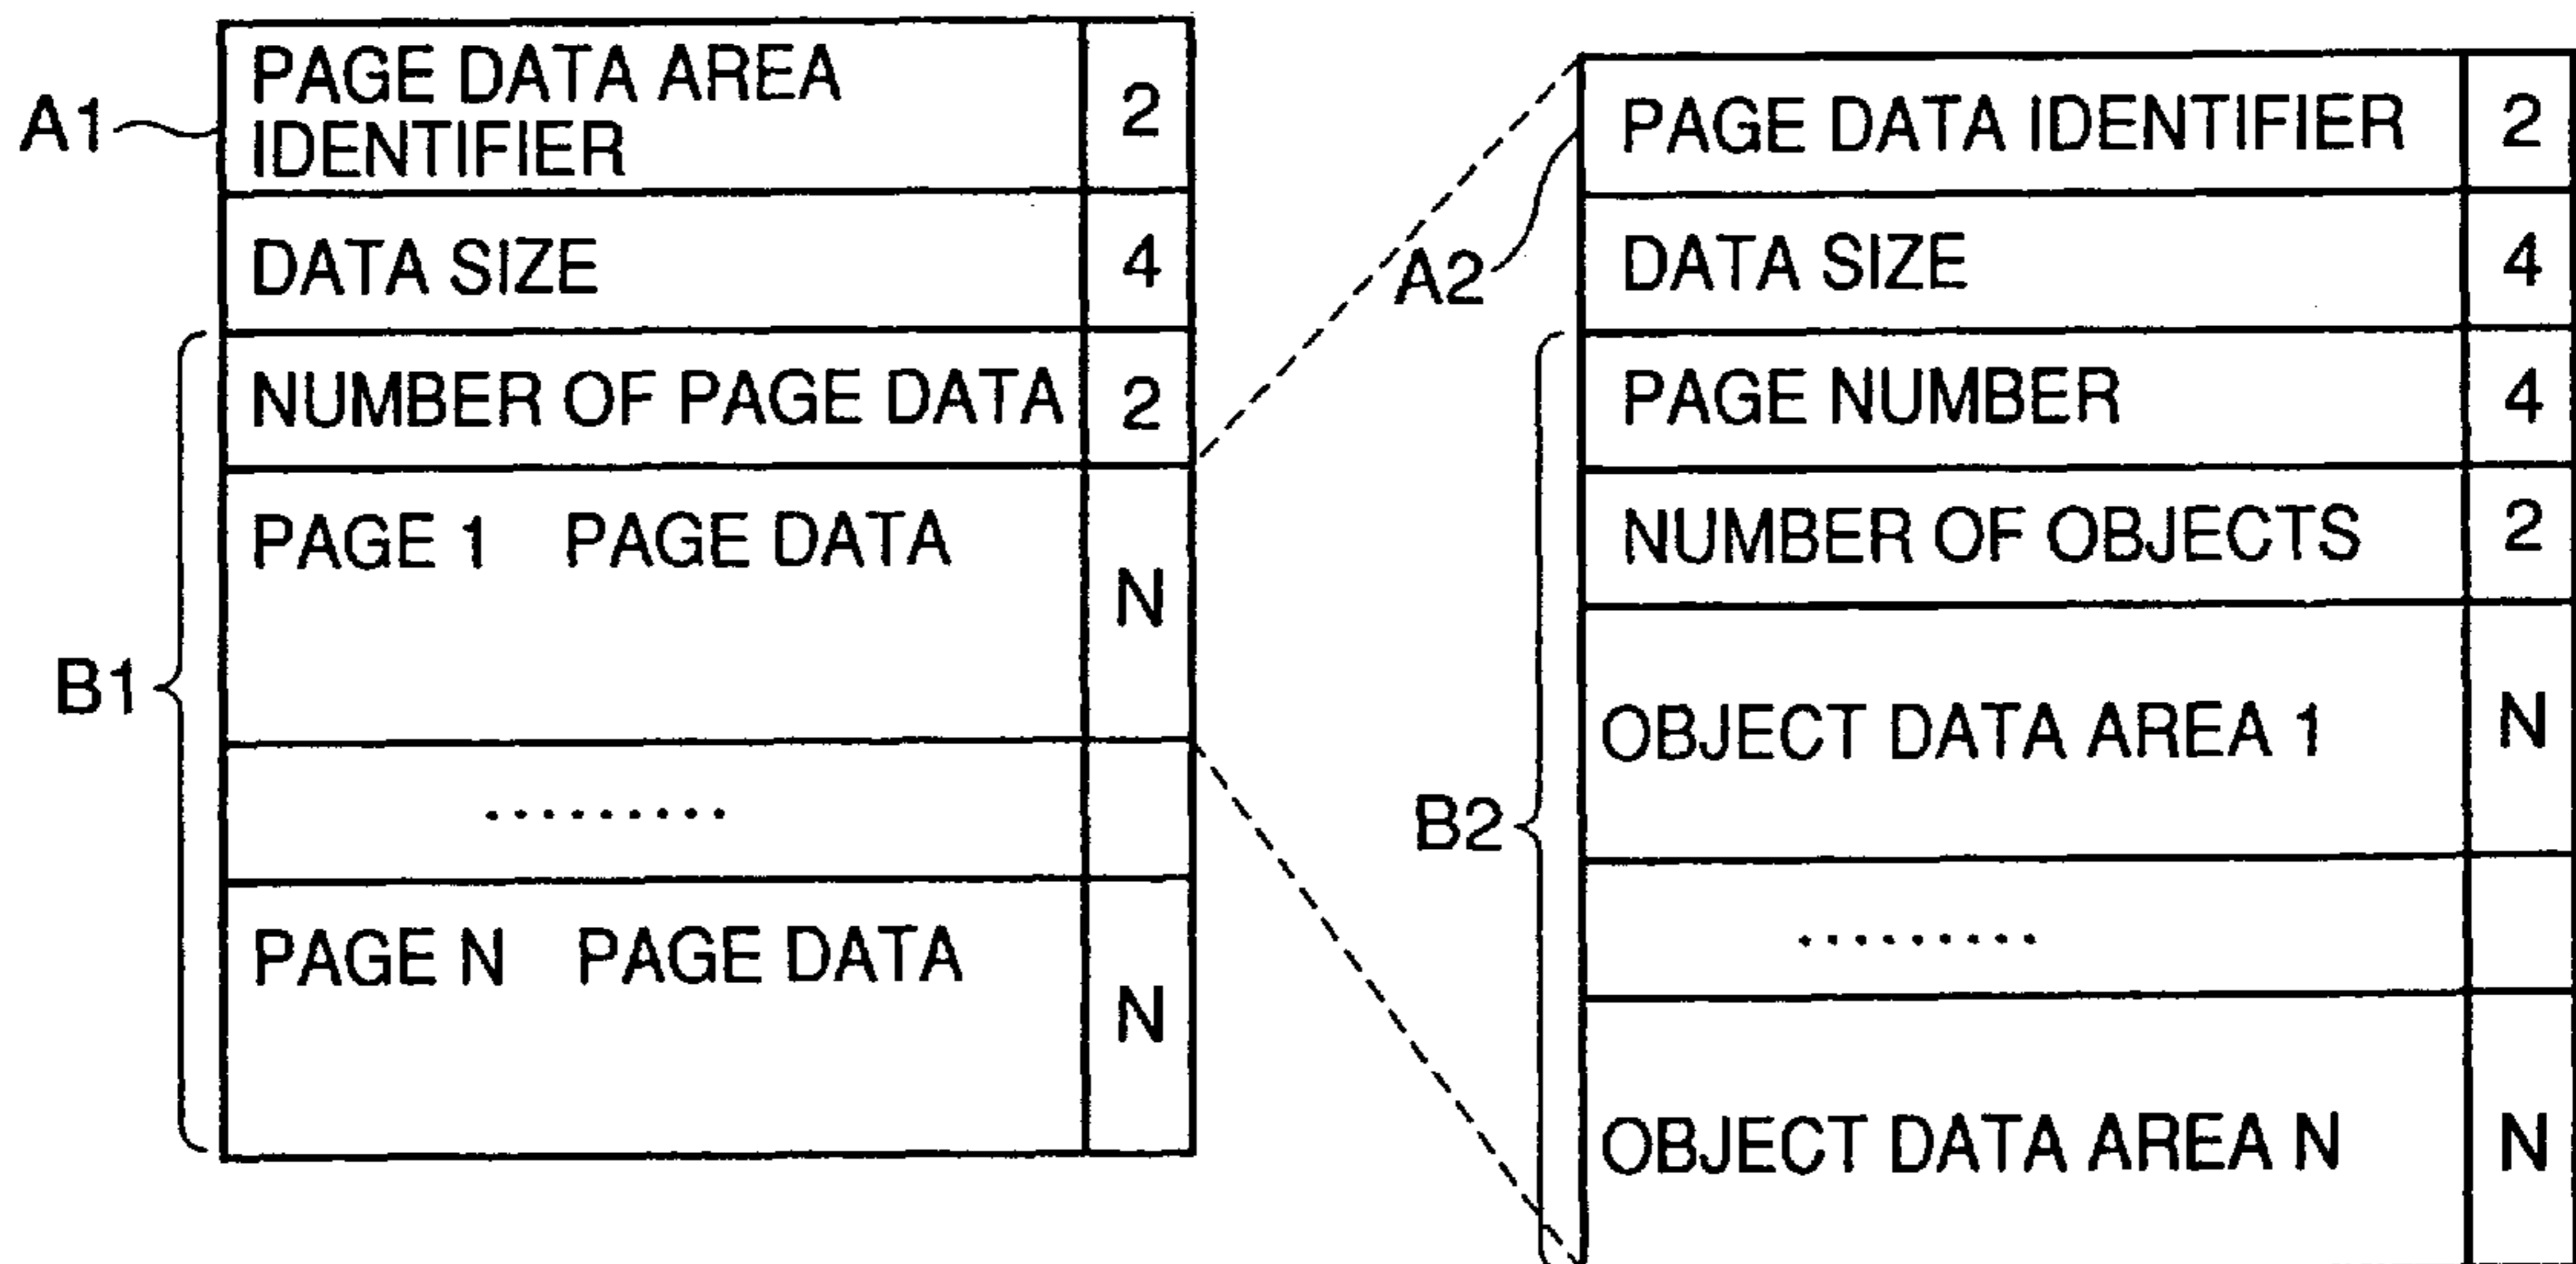 A1
PAGE DATA AREA
IDENTIFIER
2
DATA SIZE
4
B1
NUMBER OF PAGE DATA
2
PAGE 1 PAGE DATA
N
.........
PAGE N PAGE DATA
N
A2
PAGE DATA IDENTIFIER
2
DATA SIZE
4
B2
PAGE NUMBER
4
NUMBER OF OBJECTS
2
OBJECT DATA AREA 1
N
.........
OBJECT DATA AREA N
N